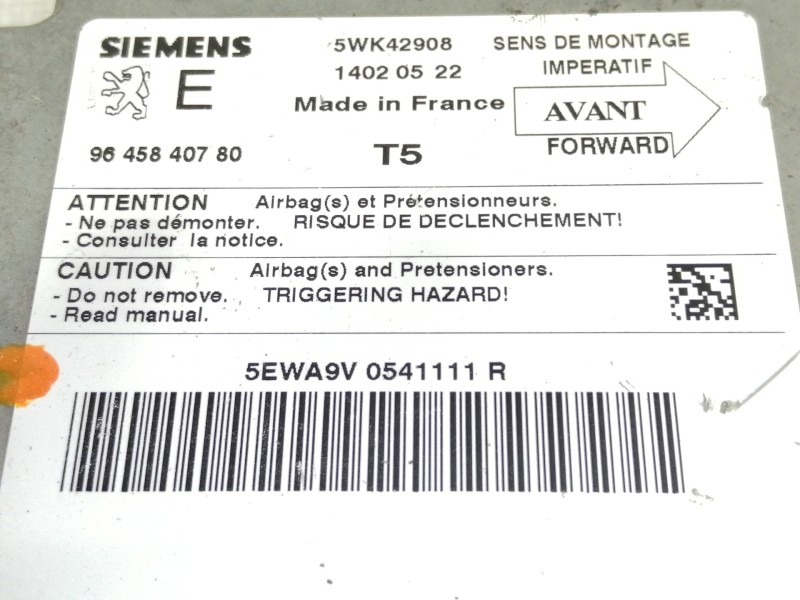 SIEMENS
E
5WK42908
14020 05 22
Made in France
SENS DE MONTAGE
IMPERATIF
AVANT
FORWARD
96 458 407 80
T5
ATTENTION Airbag(s) et Prétensionneurs.
- Ne pas démonter. RISQUE DE DECLENCHEMENT!
- Consulter la notice.
CAUTION Airbag(s) and Pretensioners.
- Do not remove. TRIGGERING HAZARD!
- Read manual.
5EWA9V 0541111 R